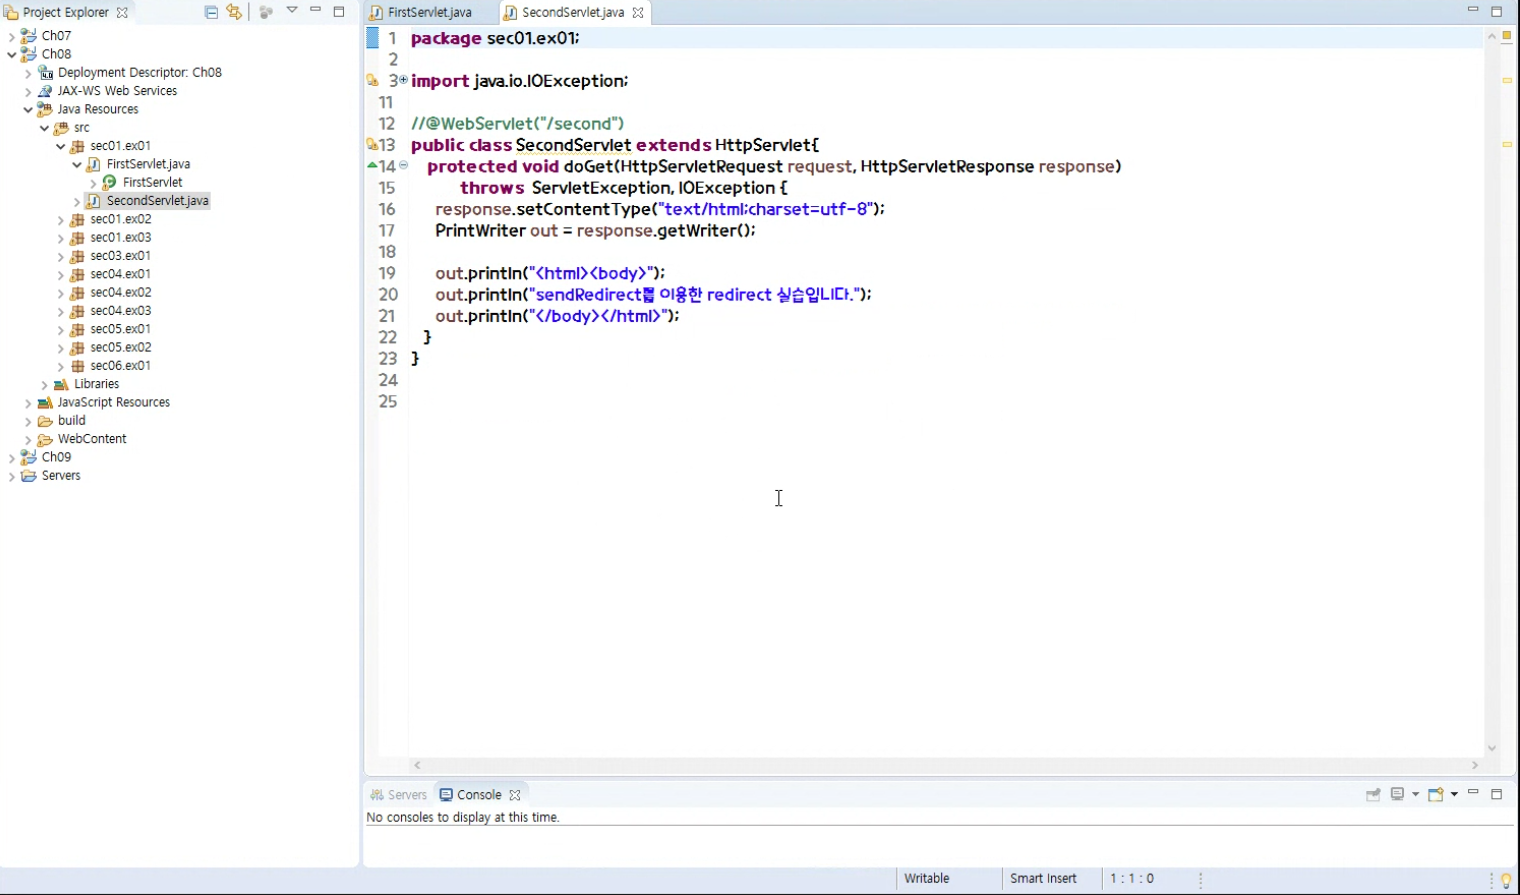 Project Explorer
Ch07
Ch08
Deployment Descriptor: Ch08
JAX-WS Web Services
Java Resources
src
sec01.ex01
FirstServlet.java
FirstServlet
SecondServlet.java
sec01.ex02
sec01.ex03
sec03.ex01
sec04.ex01
sec04.ex02
sec04.ex03
sec05.ex01
sec05.ex02
sec06.ex01
Libraries
JavaScript Resources
build
WebContent
Ch09
Servers
FirstServlet.java SecondServlet.java
1 package sec01.ex01;
2
3 import java.io.IOException;
11
12 //@WebServlet("/second")
13 public class SecondServlet extends HttpServlet{
14 protected void doGet(HttpServletRequest request, HttpServletResponse response)
15 throws ServletException, IOException {
16 response.setContentType("text/html;charset=utf-8");
17 PrintWriter out = response.getWriter();
18
19 out.println("<html><body>");
20 out.println("sendRedirect를 이용한 redirect 실습입니다.");
21 out.println("</body></html>");
22 }
23 }
24
25
Servers Console
No consoles to display at this time.
Writable Smart Insert 1 : 1 : 0